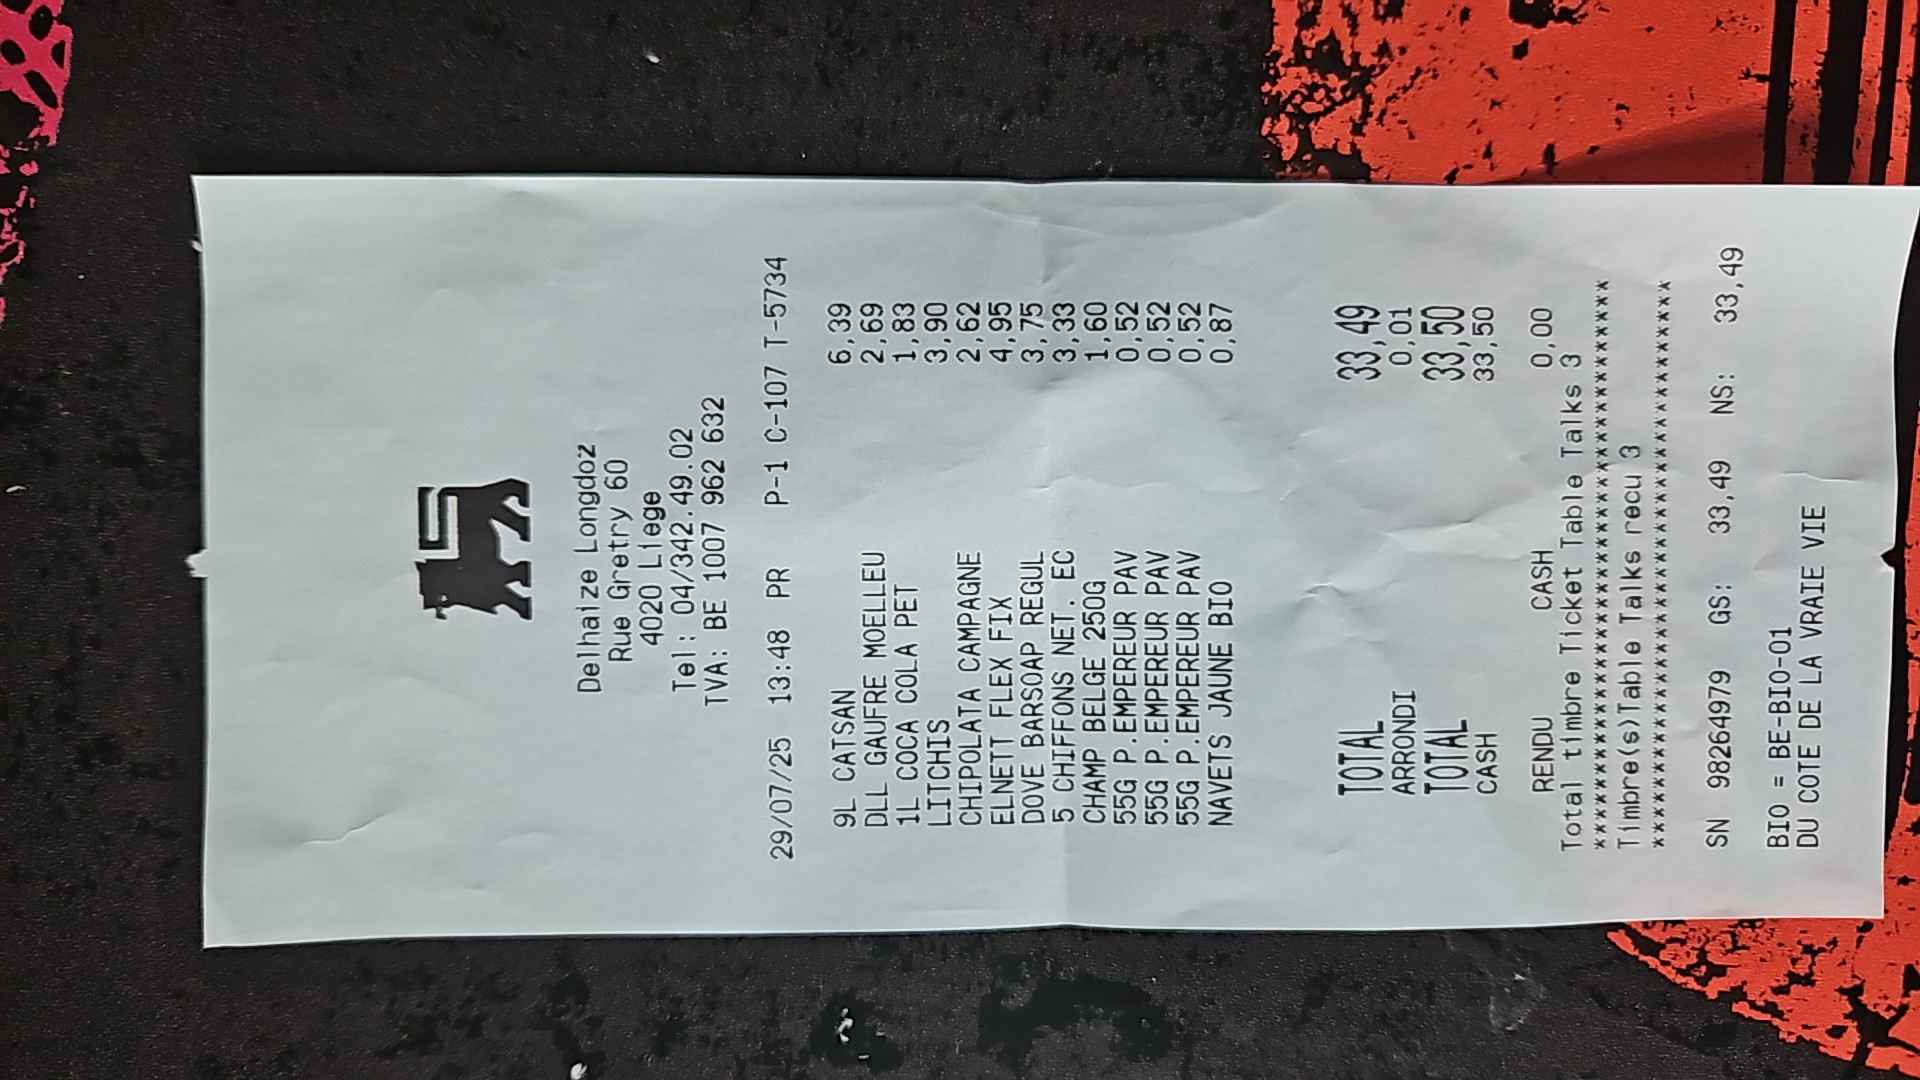 Delhaize Longdoz
Rue Gretry 60
4020 Liege
Tel: 04/342.49.02
TVA: BE 1007 962 632
29/07/25 13:48 PR P-1 C-107 T-5734
9L CATSAN 6,39
DLL GAUFRE MOELLEU 2,69
1L COCA COLA PET 1,83
LITCHIS 3,90
CHIPOLATA CAMPAGNE 2,62
ELNETT FLEX FIX 4,95
DOVE BARSOAP REGUL 3,75
5 CHIFFONS NET. EC 3,33
CHAMP BELGE 250G 1,60
55G P.EMPEREUR PAV 0,52
55G P.EMPEREUR PAV 0,52
55G P.EMPEREUR PAV 0,52
NAVETS JAUNE BIO 0,87
TOTAL 33,49
ARRONDI 0,01
TOTAL 33,50
CASH 33,50
RENDU CASH 0,00
Total timbre Ticket Table Talks 3
****************************************
Timbre(s)Table Talks recu 3
****************************************
SN 98264979 GS: 33,49 NS: 33,49
BIO = BE-BIO-01
DU COTE DE LA VRAIE VIE